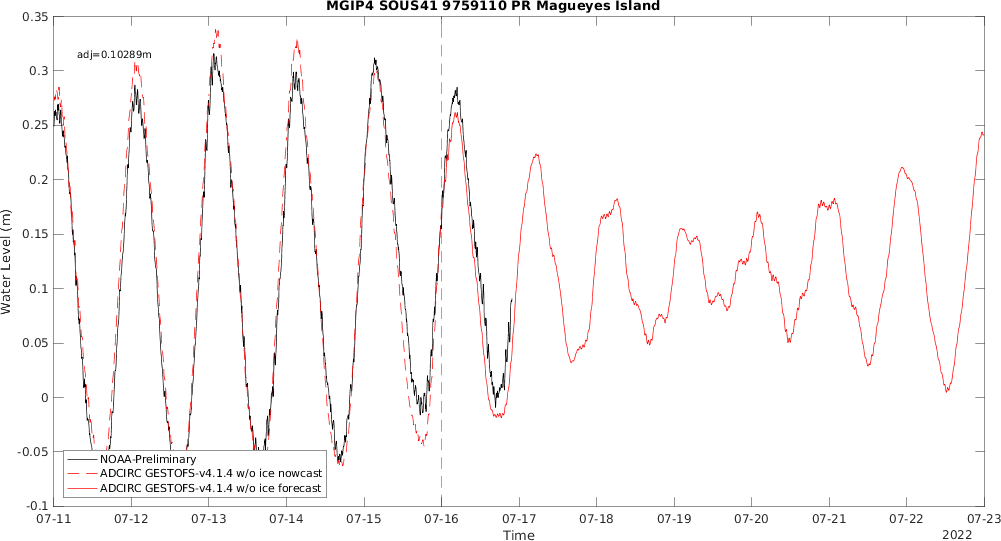 MGIP4 SOUS41 9759110 PR Magueyes Island
adj=0.10289m
0.35
0.3
0.25
0.2
0.15
0.1
0.05
0
-0.05
-0.1
Water Level (m)
NOAA-Preliminary
ADCIRC GESTOFS-v4.1.4 w/o ice nowcast
ADCIRC GESTOFS-v4.1.4 w/o ice forecast
07-11 07-12 07-13 07-14 07-15 07-16 07-17 07-18 07-19 07-20 07-21 07-22 07-23
Time
2022